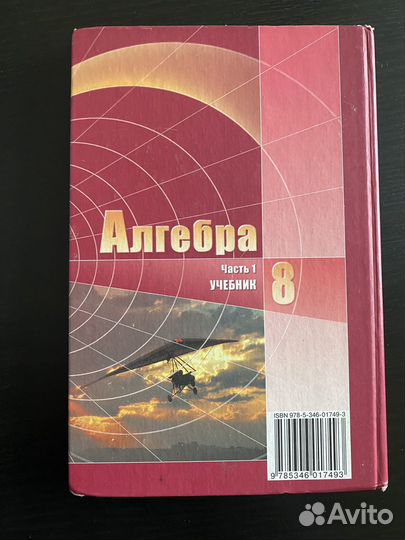 Алгебра
Часть 1
УЧЕБНИК
8
ISBN 978-5-346-01749-3
9 785346 017493
Avito